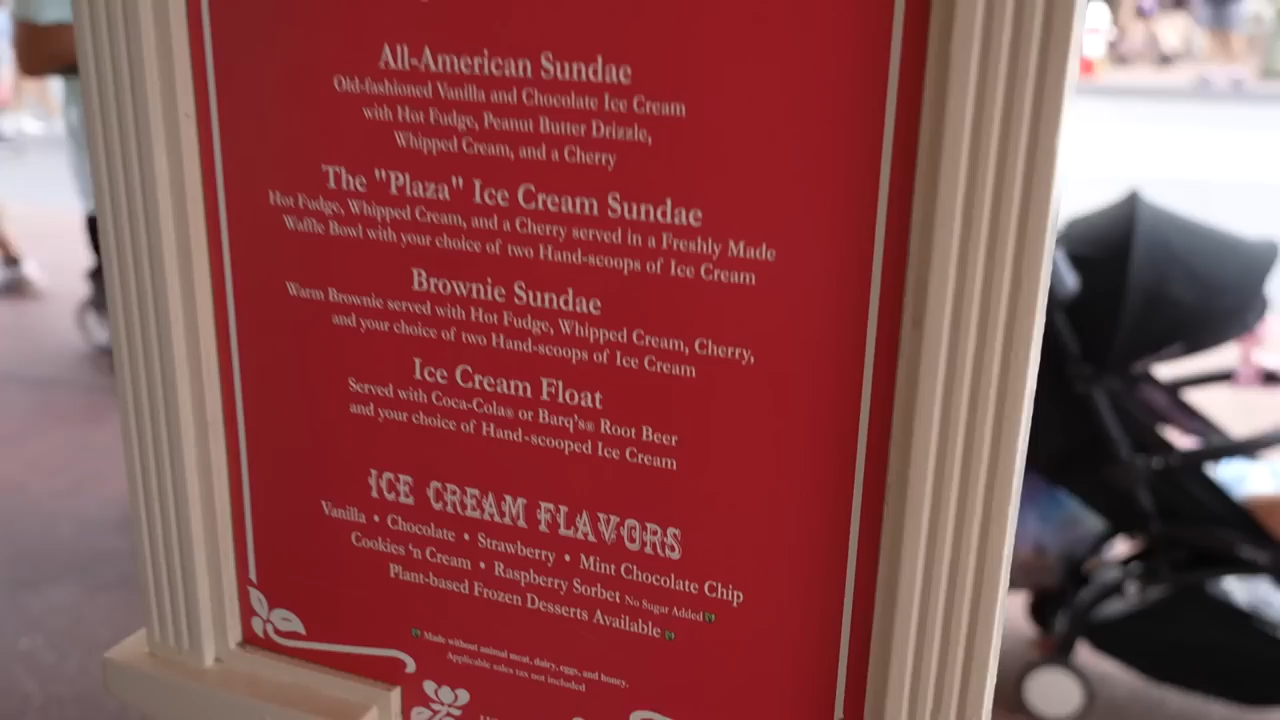 All-American Sundae
Old-fashioned Vanilla and Chocolate Ice Cream
with Hot Fudge, Peanut Butter Drizzle,
Whipped Cream, and a Cherry
The "Plaza" Ice Cream Sundae
Hot Fudge, Whipped Cream, and a Cherry served in a Freshly Made
Waffle Bowl with your choice of two Hand-scoops of Ice Cream
Brownie Sundae
Warm Brownie served with Hot Fudge, Whipped Cream, Cherry,
and your choice of two Hand-scoops of Ice Cream
Ice Cream Float
Served with Coca-Cola® or Barq's® Root Beer
and your choice of Hand-scooped Ice Cream
ICE CREAM FLAVORS
Vanilla • Chocolate • Strawberry • Mint Chocolate Chip
Cookies 'n Cream • Raspberry Sorbet No Sugar Added
Plant-based Frozen Desserts Available
Made without animal meat, dairy, eggs, and honey.
Applicable sales tax not included